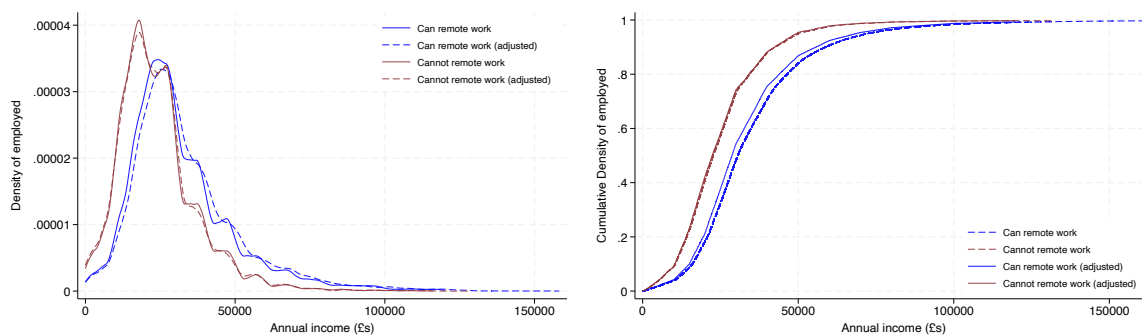 .00004
.00003
.00002
.00001
0
Density of employed
0
50000
100000
150000
Annual income (£s)
Can remote work
Can remote work (adjusted)
Cannot remote work
Cannot remote work (adjusted)
1
.8
.6
.4
.2
0
Cumulative Density of employed
0
50000
100000
150000
Annual income (£s)
Can remote work
Cannot remote work
Can remote work (adjusted)
Cannot remote work (adjusted)